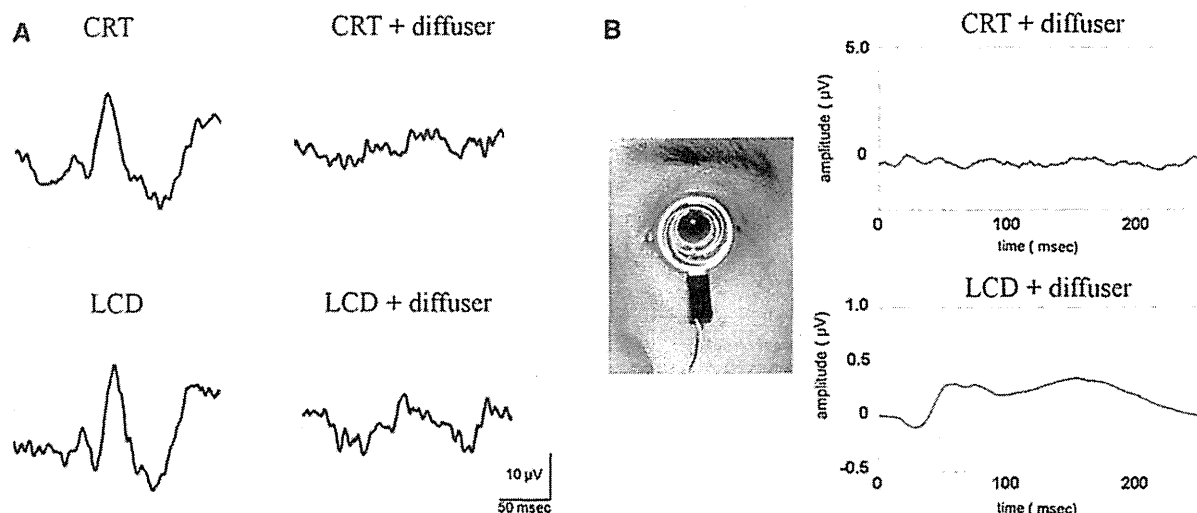 A
CRT
CRT + diffuser
LCD
LCD + diffuser
10 µV
50 msec
B
CRT + diffuser
5.0
0
amplitude ( µV)
0 100 200
time ( msec)
LCD + diffuser
1.0
0.5
0
-0.5
amplitude ( µV)
0 100 200
time ( msec)